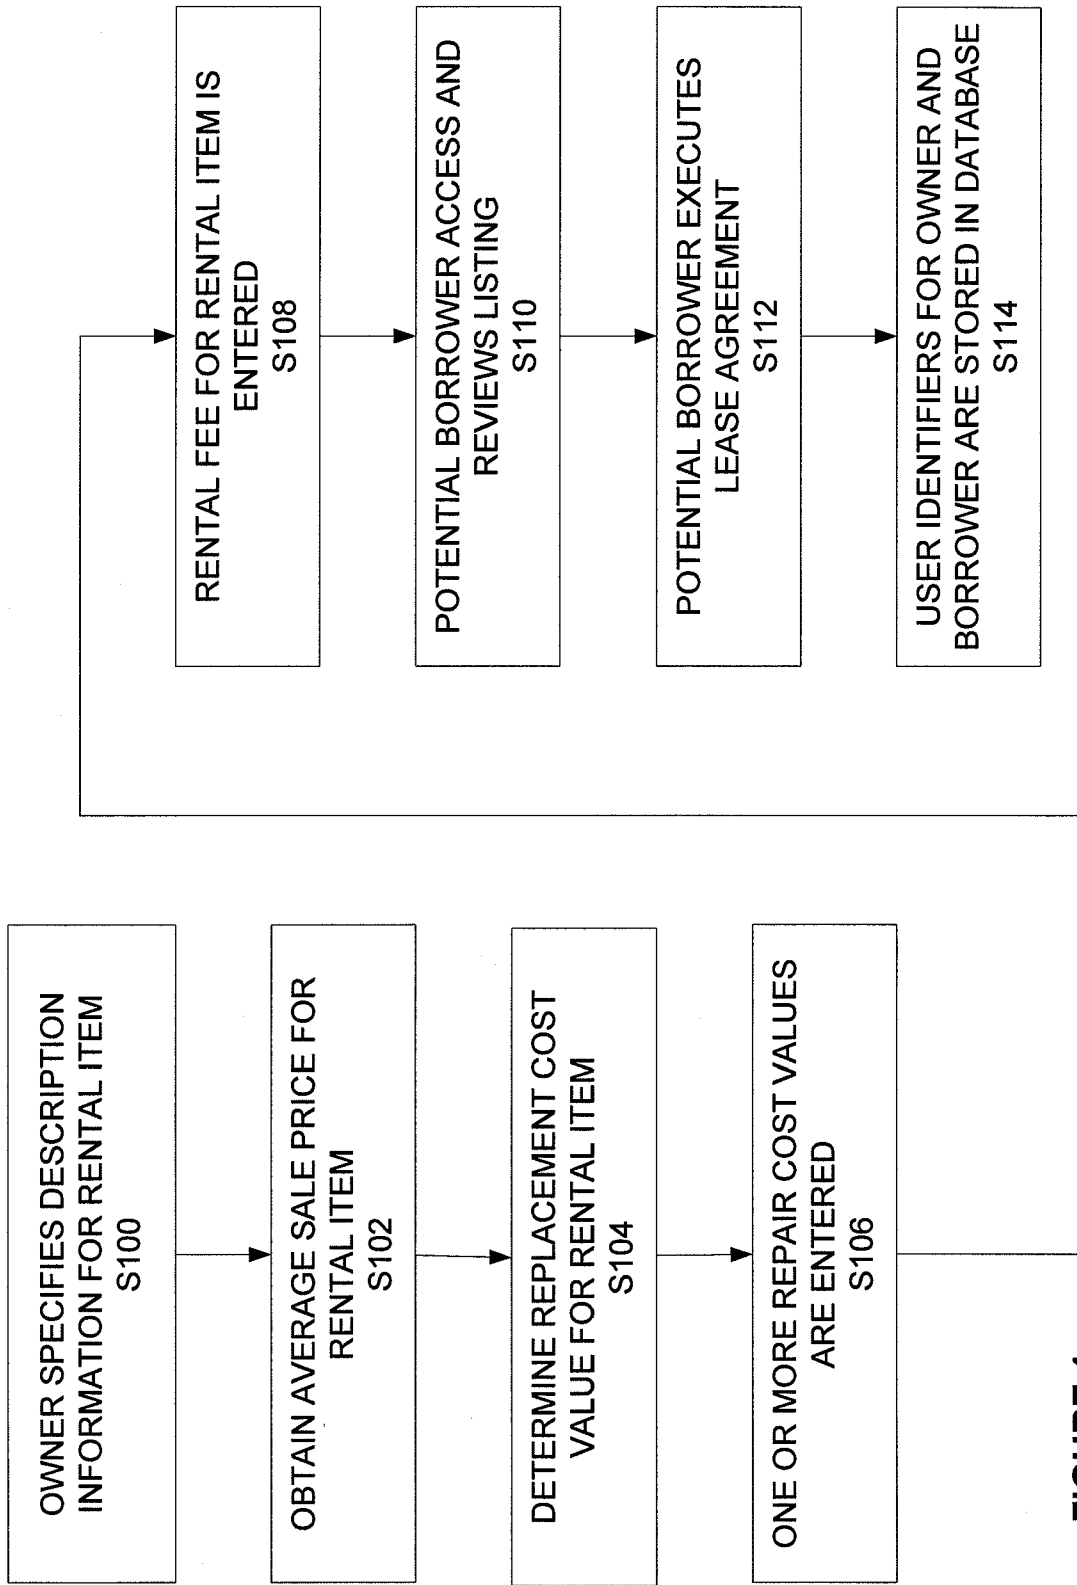 OWNER SPECIFIES DESCRIPTION
INFORMATION FOR RENTAL ITEM
S100
OBTAIN AVERAGE SALE PRICE FOR
RENTAL ITEM
S102
DETERMINE REPLACEMENT COST
VALUE FOR RENTAL ITEM
S104
ONE OR MORE REPAIR COST VALUES
ARE ENTERED
S106
RENTAL FEE FOR RENTAL ITEM IS
ENTERED
S108
POTENTIAL BORROWER ACCESS AND
REVIEWS LISTING
S110
POTENTIAL BORROWER EXECUTES
LEASE AGREEMENT
S112
USER IDENTIFIERS FOR OWNER AND
BORROWER ARE STORED IN DATABASE
S114